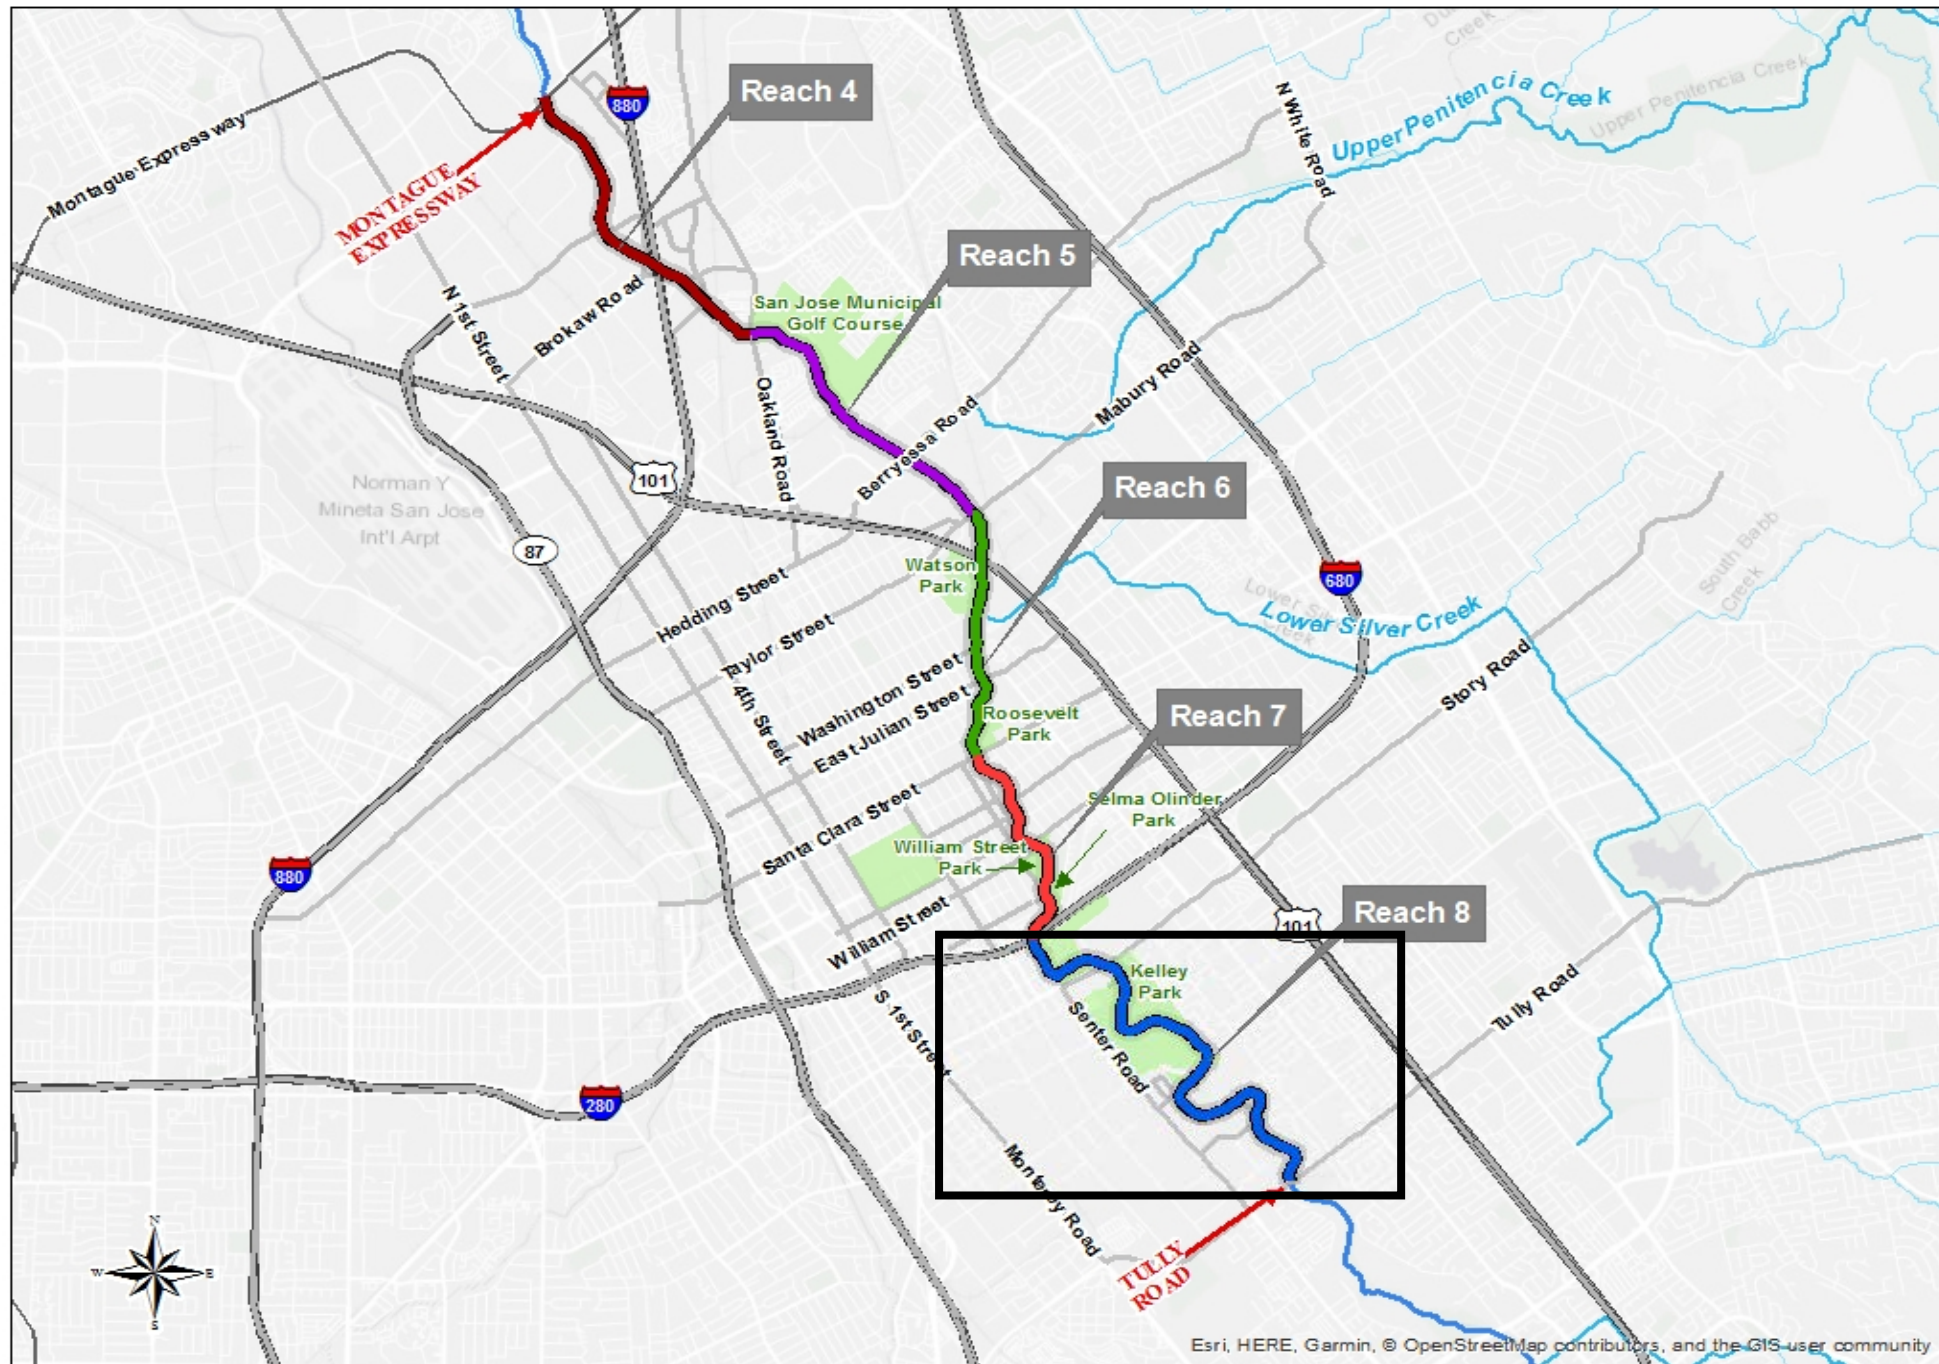 Du
Creek
880
Reach 4
N White Road
Upper Penitencia Creek
Upper Penitencia Creek
Montague Expressway
MONTAGUE
EXPRESSWAY
Reach 5
N 1st Street
Brokaw Road
San Jose Municipal
Golf Course
Oakland Road
Berryessa Road
Mabury Road
101
Reach 6
Norman Y
Mineta San Jose
Int'l Arpt
87
Watson
Park
680
South Babb
Creek
Lower Silver Creek
Hedding Street
Taylor Street
4th Street
Washington Street
East Julian Street
Story Road
Roosevelt
Park
Reach 7
Selma Olinder
Park
Santa Clara Street
William Street
Park
880
William Street
101
Reach 8
Kelley
Park
Senter Road
Tully Road
S 1st Street
280
Monterey Road
TULLY
ROAD
N
W
E
S
Esri, HERE, Garmin, © OpenStreetMap contributors, and the GIS user community